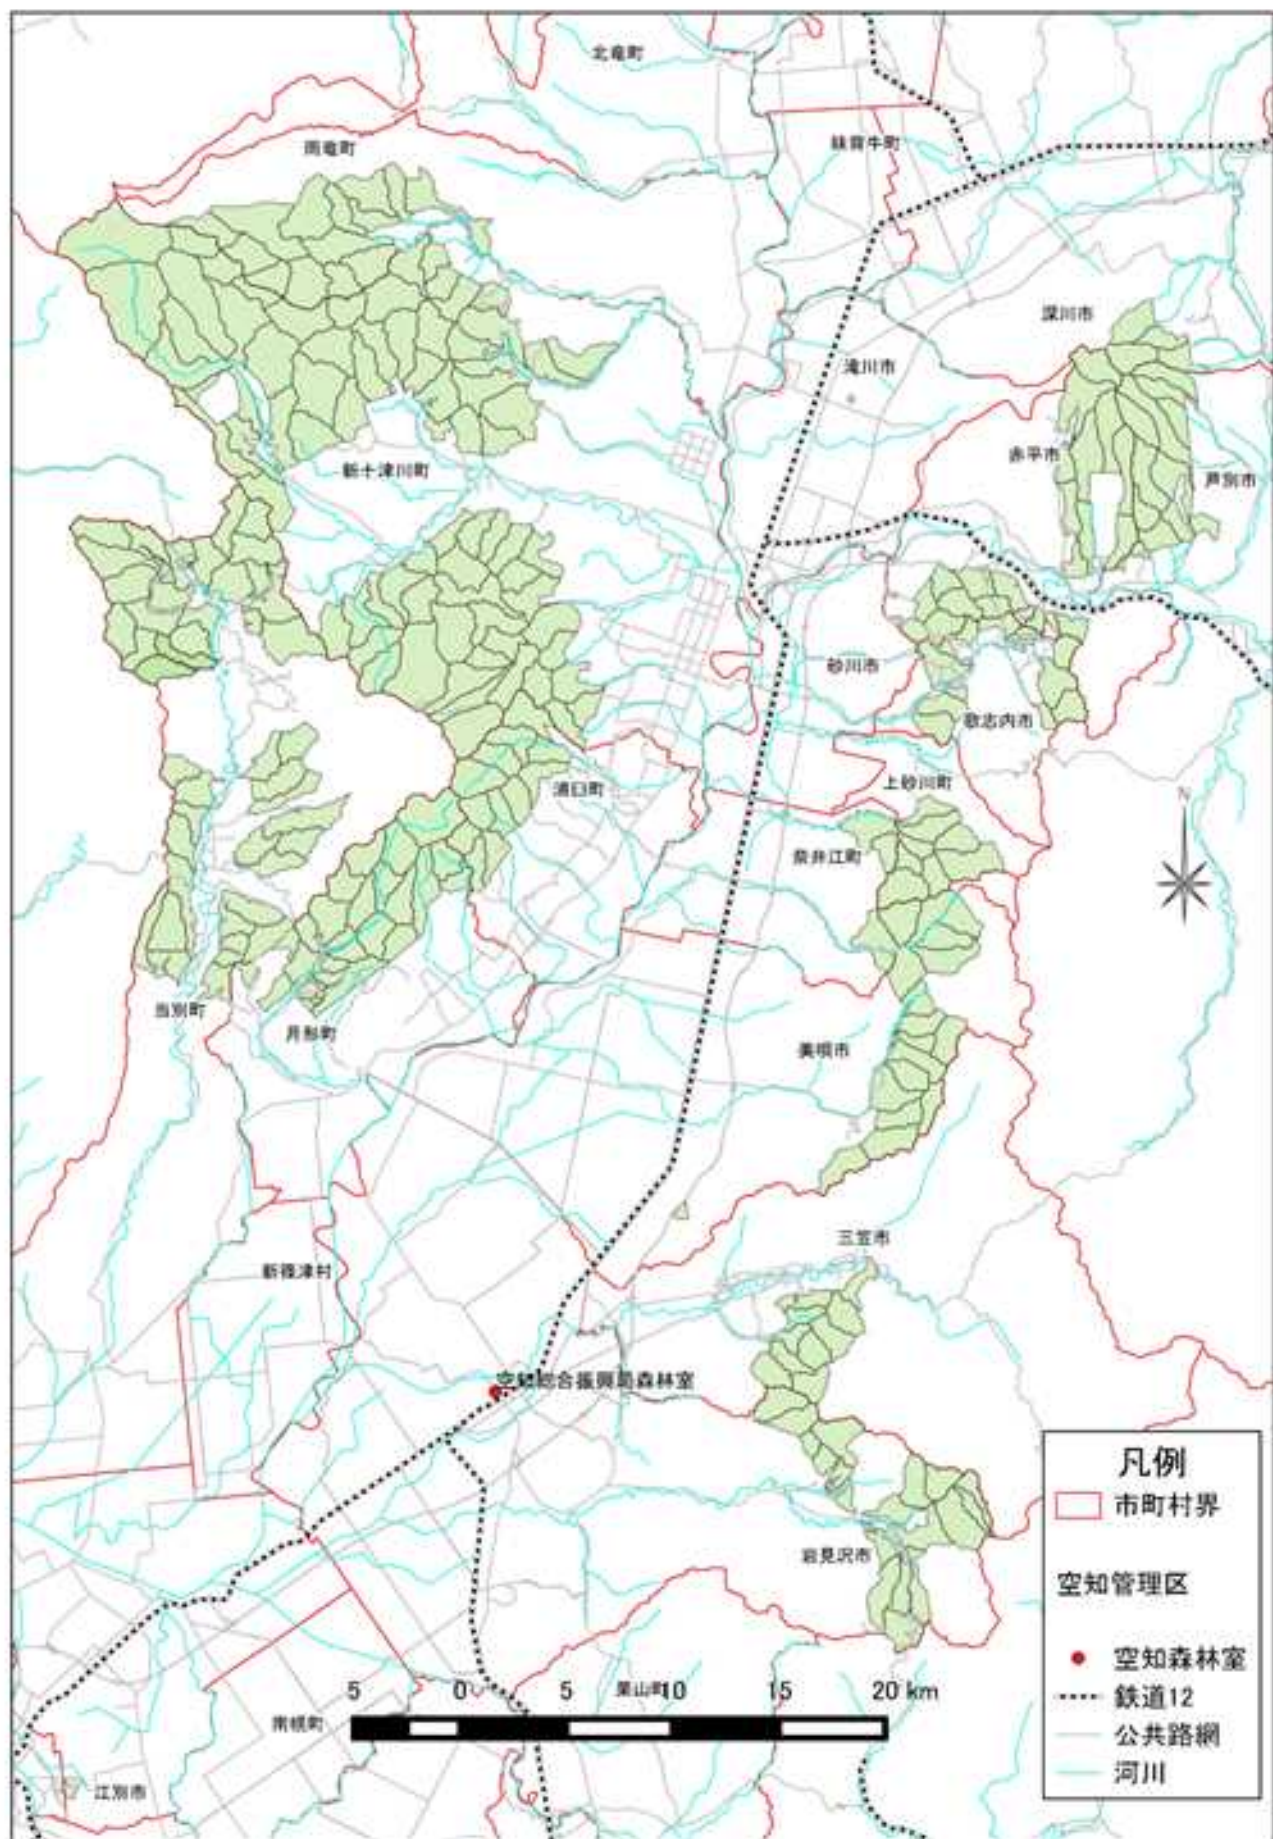 北竜町
雨竜町
妹背牛町
深川市
滝川市
赤平市
芦別市
新十津川町
砂川市
歌志内市
浦臼町
上砂川町
N
奈井江町
当別町
月形町
美唄市
三笠市
新篠津村
空知総合振興局森林室
岩見沢市
凡例
市町村界
空知管理区
空知森林室
鉄道12
公共路網
河川
5 0 5 10 15 20 km
栗山町
南幌町
江別市